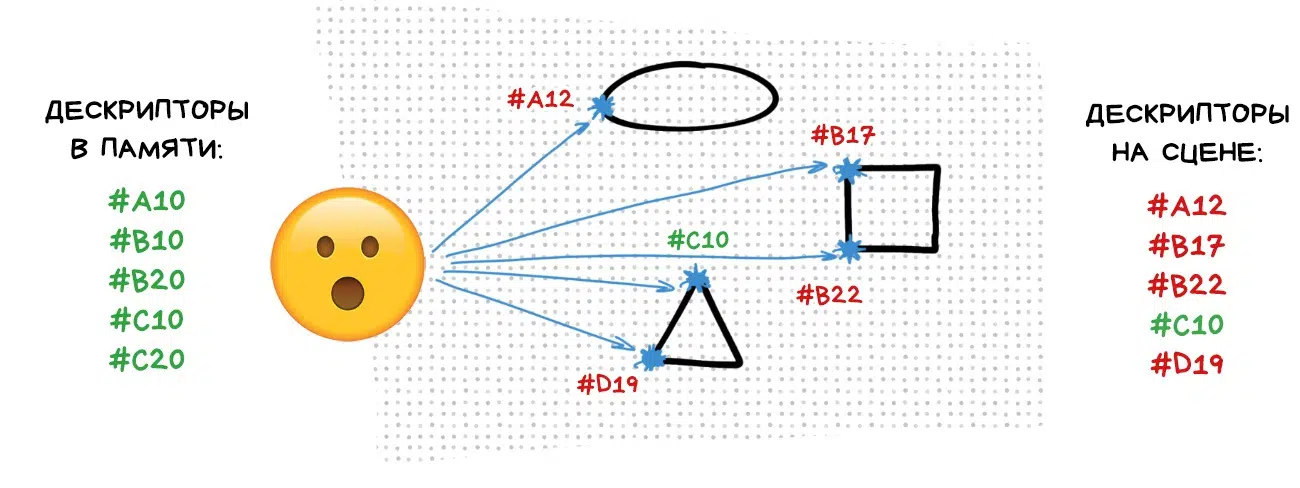 ДЕСКРИПТОРЫ
В ПАМЯТИ:
#A10
#B10
#B20
#C10
#C20
#A12
#B17
#C10
#B22
#D19
ДЕСКРИПТОРЫ
НА СЦЕНЕ:
#A12
#B17
#B22
#C10
#D19